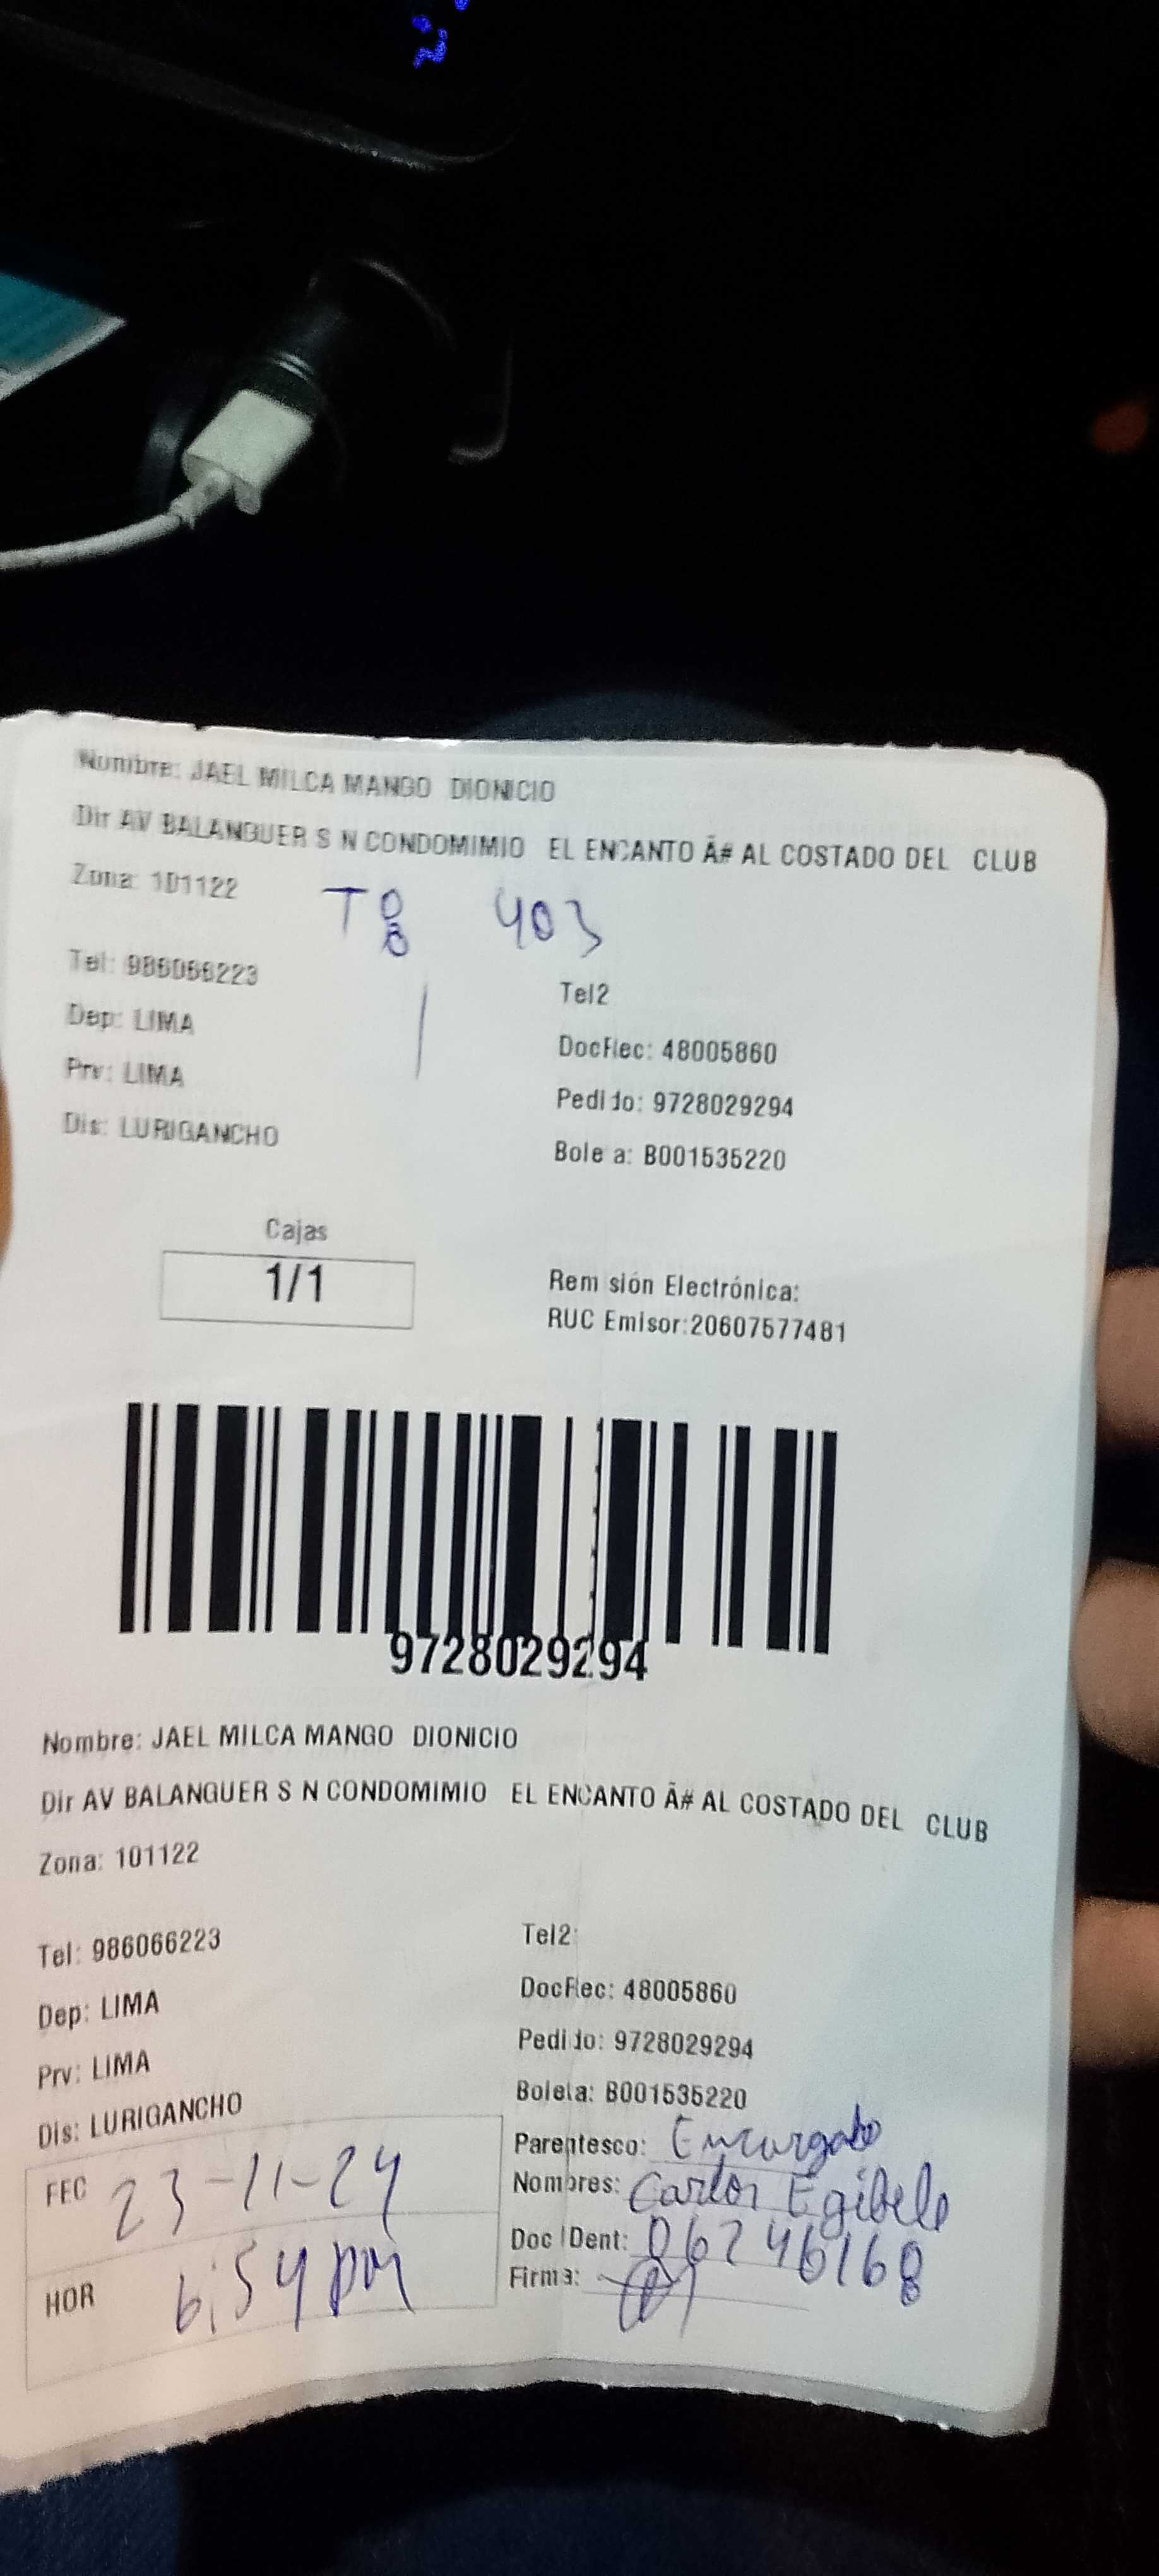 Nombre: JAEL MILCA MANGO DIONICIO
Dir AV BALANGUER S N CONDOMIMIO EL ENCANTO Ã# AL COSTADO DEL CLUB
Zona: 101122
T8 403
Tel: 986066223
Tel2
Dep: LIMA
DocRec: 48005860
Prv: LIMA
Pedido: 9728029294
Dis: LURIGANCHO
Bole a: B001535220
Cajas
1/1
Rem sión Electrónica:
RUC Emisor:20607577481
9728029294
Nombre: JAEL MILCA MANGO DIONICIO
Dir AV BALANGUER S N CONDOMIMIO EL ENCANTO Ã# AL COSTADO DEL CLUB
Zona: 101122
Tel: 986066223
Tel2:
Dep: LIMA
DocRec: 48005860
Prv: LIMA
Pedido: 9728029294
Dis: LURIGANCHO
Boleta: B001535220
Parentesco: Encargado
FEC 23-11-24
Nombres: Carlos
Doc IDent: 06746168
HOR 6:54 pm
Firma: